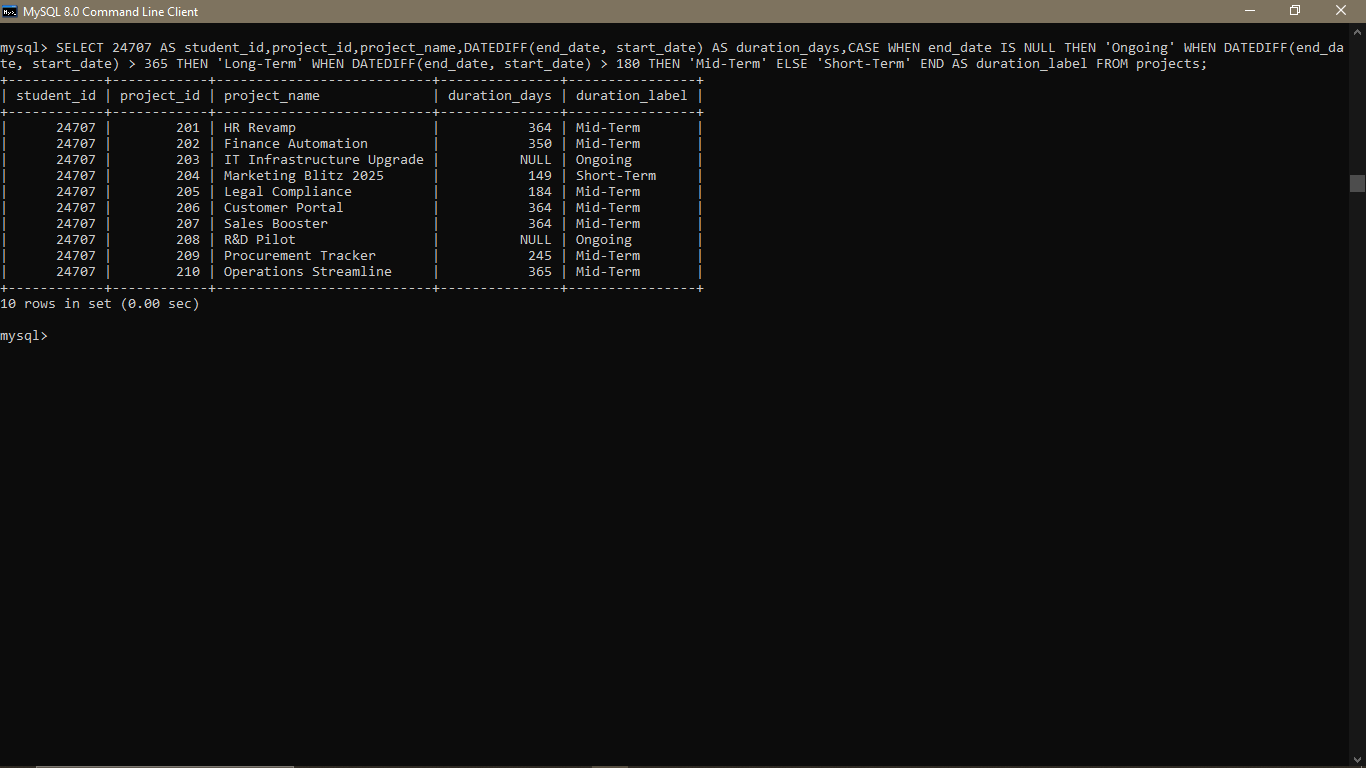 MySQL 8.0 Command Line Client
mysql> SELECT 24707 AS student_id,project_id,project_name,DATEDIFF(end_date, start_date) AS duration_days,CASE WHEN end_date IS NULL THEN 'Ongoing' WHEN DATEDIFF(end_da
te, start_date) > 365 THEN 'Long-Term' WHEN DATEDIFF(end_date, start_date) > 180 THEN 'Mid-Term' ELSE 'Short-Term' END AS duration_label FROM projects;
+------------+------------+---------------------------+---------------+----------------+
| student_id | project_id | project_name              | duration_days | duration_label |
+------------+------------+---------------------------+---------------+----------------+
|      24707 |        201 | HR Revamp                 |           364 | Mid-Term       |
|      24707 |        202 | Finance Automation        |           350 | Mid-Term       |
|      24707 |        203 | IT Infrastructure Upgrade |          NULL | Ongoing        |
|      24707 |        204 | Marketing Blitz 2025      |           149 | Short-Term     |
|      24707 |        205 | Legal Compliance          |           184 | Mid-Term       |
|      24707 |        206 | Customer Portal           |           364 | Mid-Term       |
|      24707 |        207 | Sales Booster             |           364 | Mid-Term       |
|      24707 |        208 | R&D Pilot                 |          NULL | Ongoing        |
|      24707 |        209 | Procurement Tracker       |           245 | Mid-Term       |
|      24707 |        210 | Operations Streamline     |           365 | Mid-Term       |
+------------+------------+---------------------------+---------------+----------------+
10 rows in set (0.00 sec)
mysql>